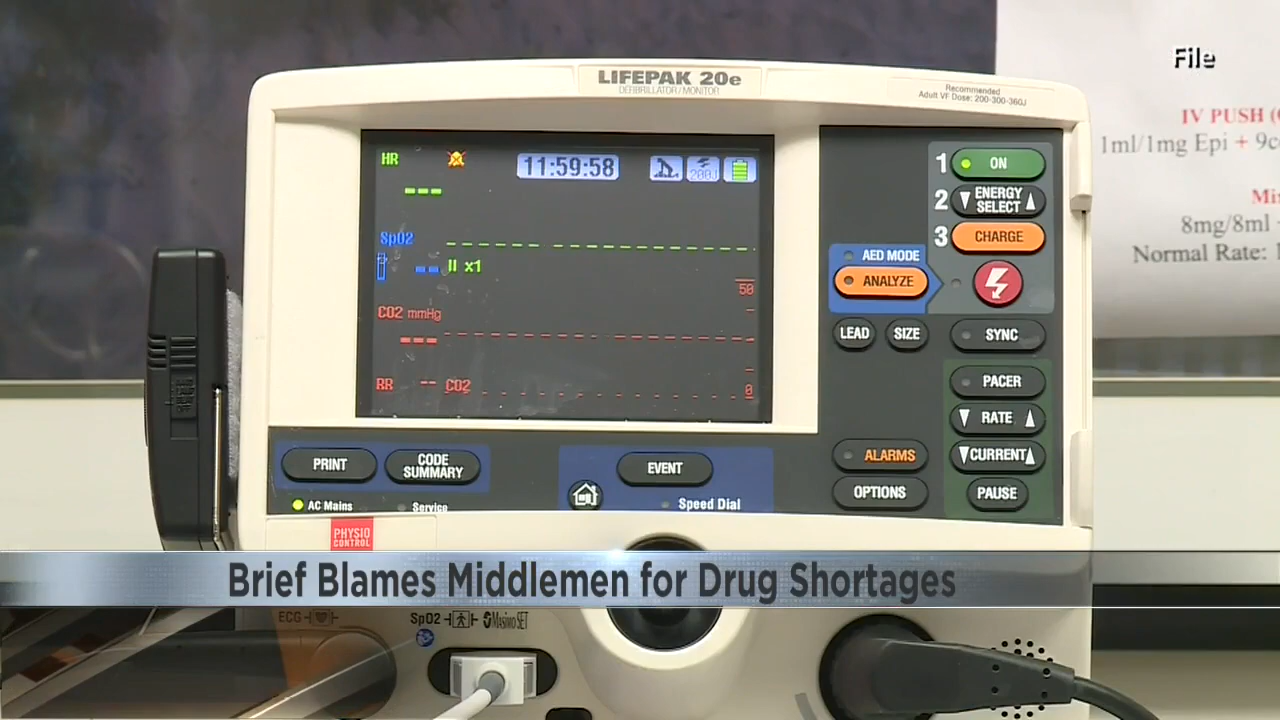 File
LIFEPAK 20e
DEFIBRILLATOR/MONITOR
Recommended
Adult VF Dose: 200-300-360J
IV PUSH
1ml/1mg Epi + 9c
8mg/8ml
Normal Rate: 1
HR
11:59:58
200J
---
SpO2
--
II x1
50
CO2 mmHg
---
RR -- CO2
0
1 ON
2 ENERGY
SELECT
3 CHARGE
AED MODE
ANALYZE
LEAD SIZE SYNC
PACER
RATE
CURRENT
PAUSE
ALARMS
OPTIONS
PRINT
CODE
SUMMARY
EVENT
AC Mains
Service
Speed Dial
PHYSIO
CONTROL
Brief Blames Middlemen for Drug Shortages
ECG
SpO2 Masimo SET